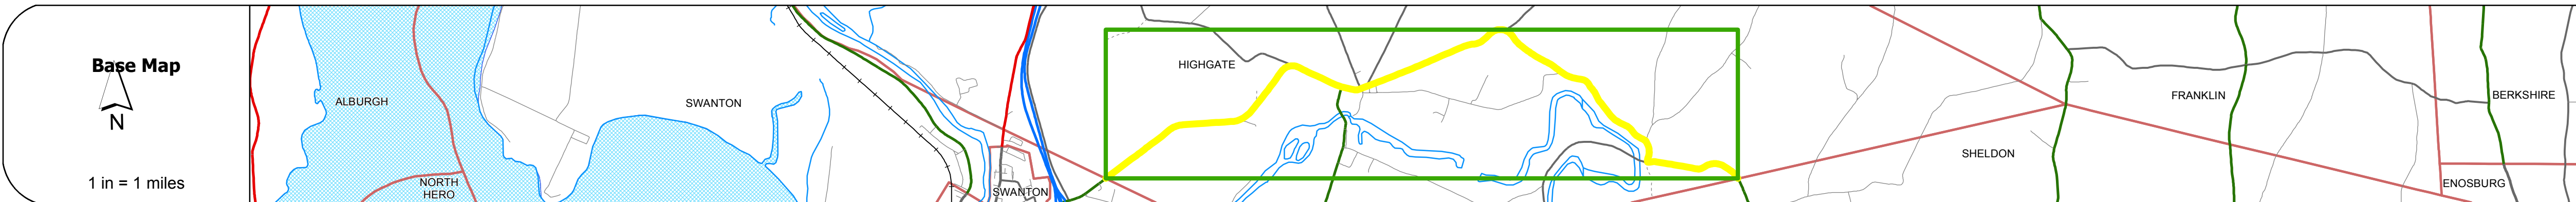 Base Map
N
1 in = 1 miles
ALBURGH
NORTH
HERO
SWANTON
SWANTON
HIGHGATE
SHELDON
FRANKLIN
BERKSHIRE
ENOSBURG